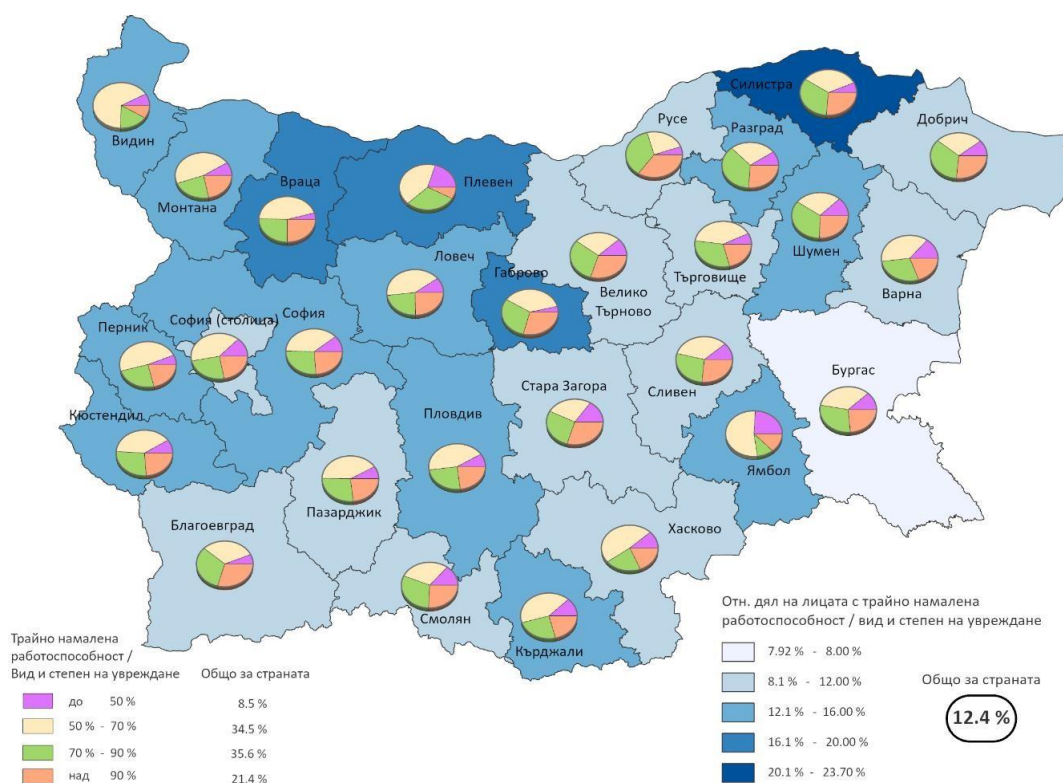 Силистра
Русе
Добрич
Разград
Видин
Враца
Плевен
Монтана
Шумен
Ловеч
Габрово
Търговище
Велико
Търново
Варна
Перник
София (столица)
София
Бургас
Стара Загора
Сливен
Кюстендил
Пловдив
Ямбол
Пазарджик
Благоевград
Хасково
Смолян
Кърджали
Трайно намалена
работоспособност /
Вид и степен на увреждане
Общо за страната
до 50 %
8.5 %
50 % - 70 %
34.5 %
70 % - 90 %
35.6 %
над 90 %
21.4 %
Отн. дял на лицата с трайно намалена
работоспособност / вид и степен на увреждане
7.92 % - 8.00 %
8.1 % - 12.00 %
12.1 % - 16.00 %
16.1 % - 20.00 %
20.1 % - 23.70 %
Общо за страната
12.4 %